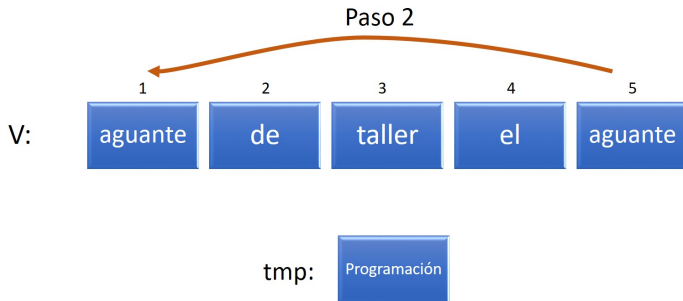 Paso 2
1 2 3 4 5
V: aguante de taller el aguante
tmp: Programación